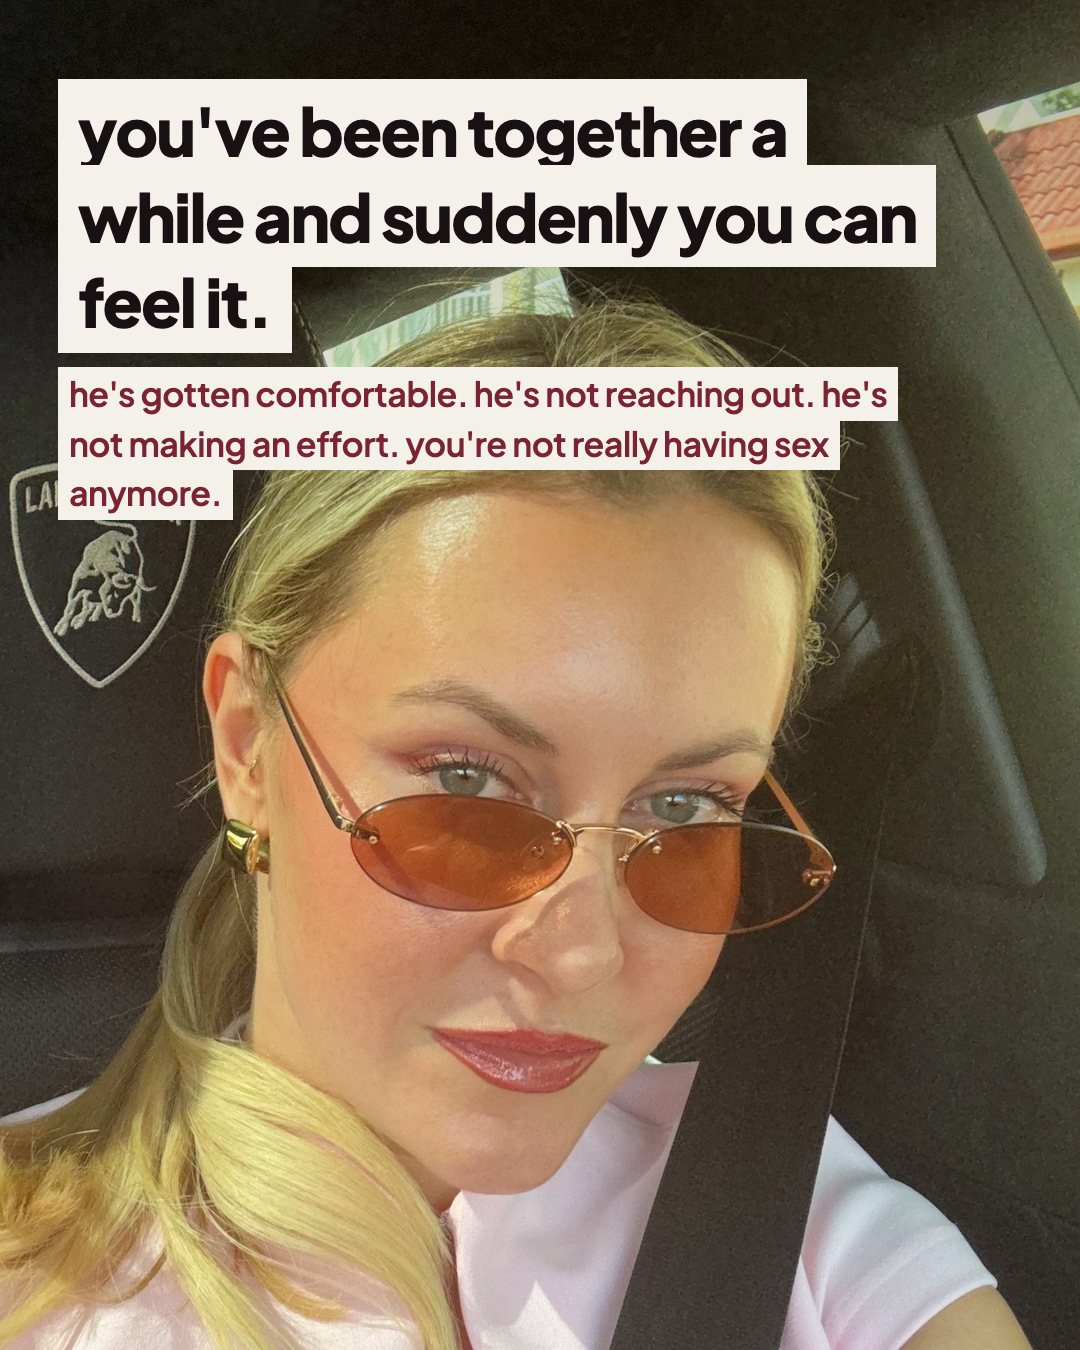 you've been together a
while and suddenly you can
feel it.
he's gotten comfortable. he's not reaching out. he's
not making an effort. you're not really having sex
anymore.